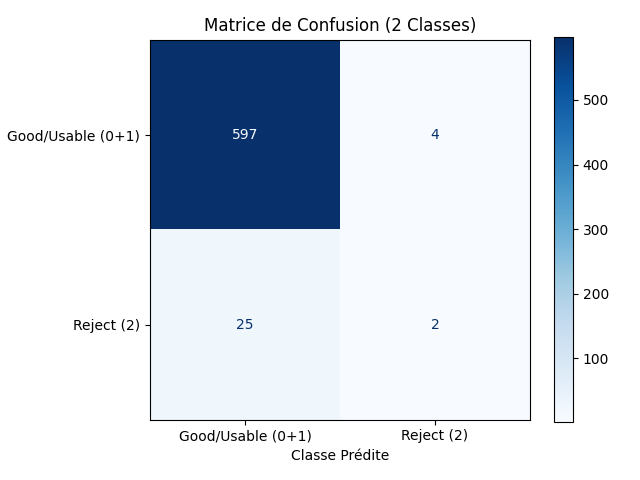 Matrice de Confusion (2 Classes)
Good/Usable (0+1)
597
4
Reject (2)
25
2
Good/Usable (0+1)
Reject (2)
Classe Prédite
500
400
300
200
100